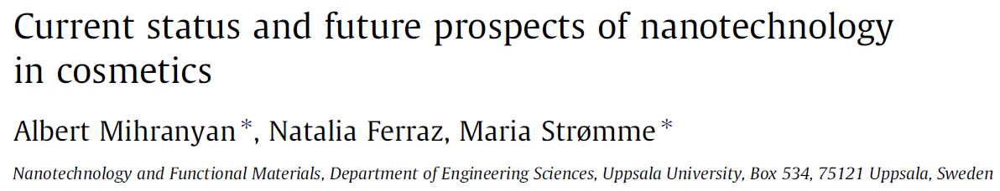 Current status and future prospects of nanotechnology
in cosmetics
Albert Mihranyan*, Natalia Ferraz, Maria Strømme*
Nanotechnology and Functional Materials, Department of Engineering Sciences, Uppsala University, Box 534, 75121 Uppsala, Sweden